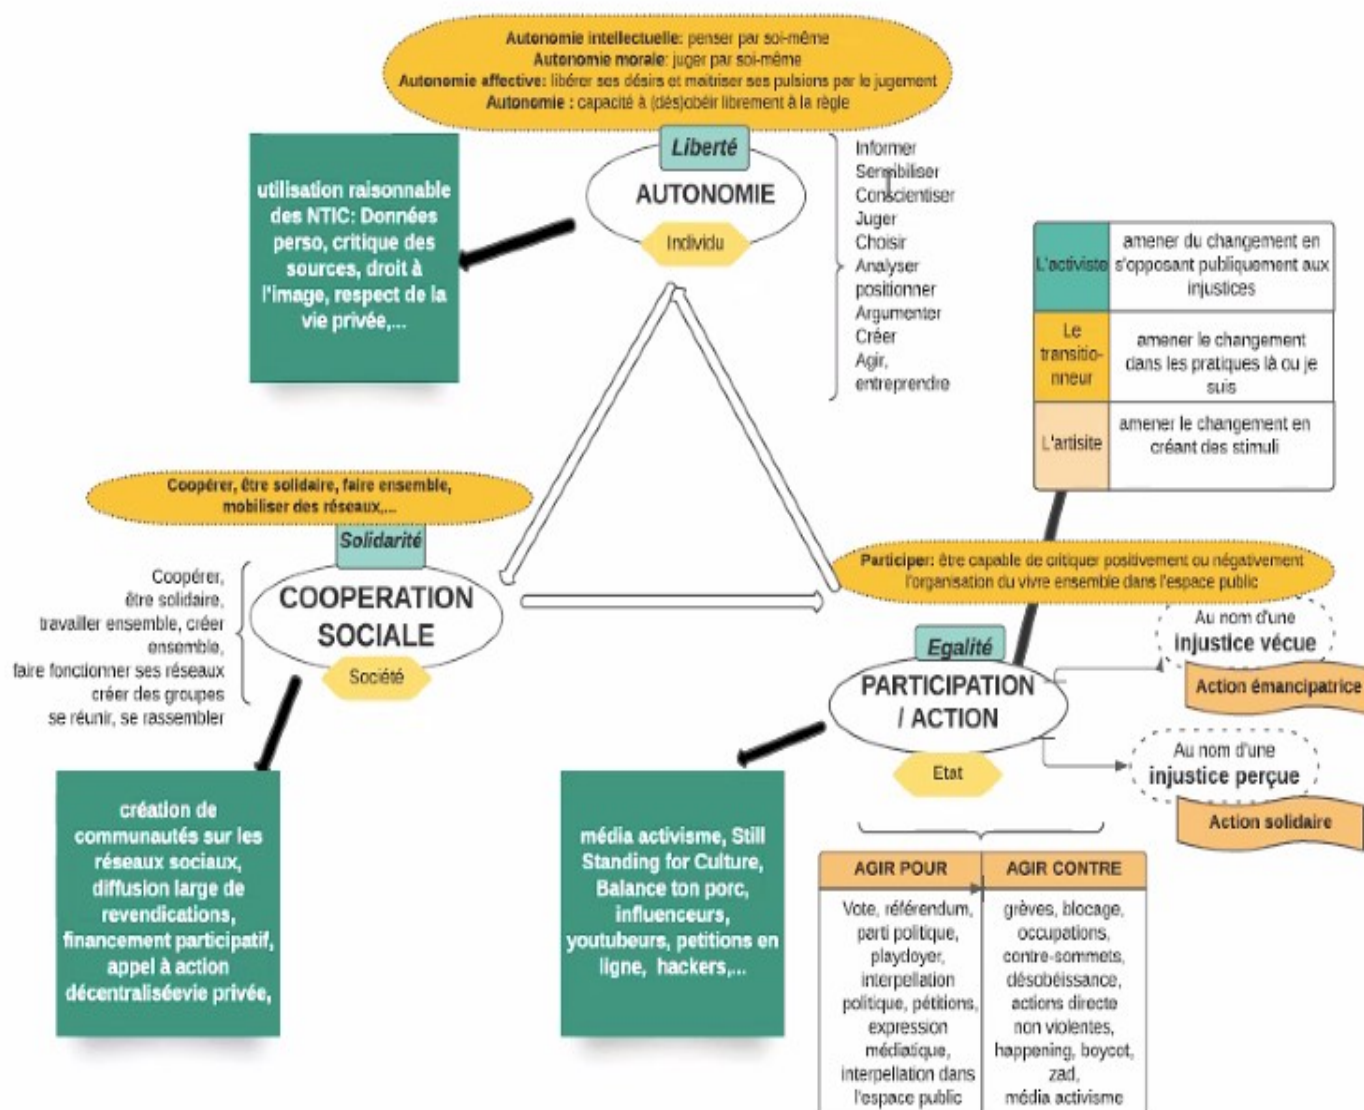 Autonomie intellectuelle: penser par soi-même
Autonomie morale: juger par soi-même
Autonomie affective: libérer ses désirs et maitriser ses pulsions par le jugement
Autonomie : capacité à (dés)obéir librement à la règle
Liberté
AUTONOMIE
Individu
Informer
Sensibiliser
Conscientiser
Juger
Choisir
Analyser
positionner
Argumenter
Créer
Agir,
entreprendre
utilisation raisonnable
des NTIC: Données
perso, critique des
sources, droit à
l'image, respect de la
vie privée,...
L'activiste
amener du changement en
s'opposant publiquement aux
injustices
Le
transitio-
nneur
amener le changement
dans les pratiques là ou je
suis
L'artisite
amener le changement en
créant des stimuli
Coopérer, être solidaire, faire ensemble,
mobiliser des réseaux,...
Solidarité
COOPERATION
SOCIALE
Société
Coopérer,
être solidaire,
travailler ensemble, créer
ensemble,
faire fonctionner ses réseaux
créer des groupes
se réunir, se rassembler
création de
communautés sur les
réseaux sociaux,
diffusion large de
revendications,
financement participatif,
appel à action
décentraliséevie privée,
Participer: être capable de critiquer positivement ou négativement
l'organisation du vivre ensemble dans l'espace public
Egalité
PARTICIPATION
/ ACTION
Etat
Au nom d'une
injustice vécue
Action émancipatrice
Au nom d'une
injustice perçue
Action solidaire
média activisme, Still
Standing for Culture,
Balance ton porc,
influenceurs,
youtubeurs, petitions en
ligne, hackers,...
AGIR POUR
Vote, référendum,
parti politique,
playdoyer,
interpellation
politique, pétitions,
expression
médiatique,
interpellation dans
l'espace public
AGIR CONTRE
grèves, blocage,
occupations,
contre-sommets,
désobéissance,
actions directe
non violentes,
happening, boycot,
zad,
média activisme